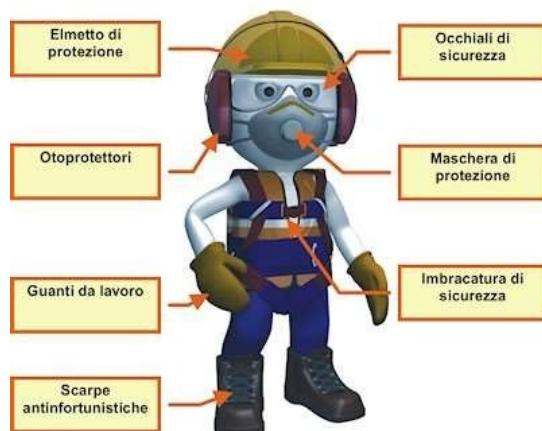 Elmetto di
protezione
Occhiali di
sicurezza
Otoprotettori
Maschera di
protezione
Guanti da lavoro
Imbracatura di
sicurezza
Scarpe
antinfortunistiche